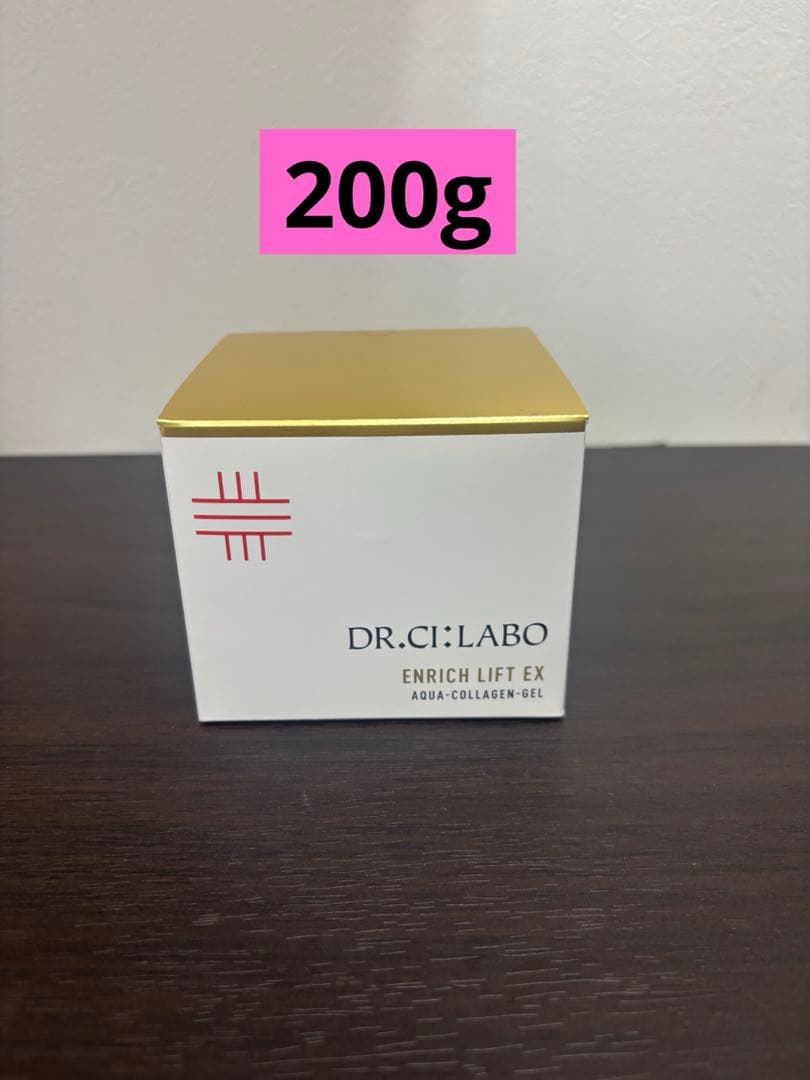 200g
DR.CI:LABO
ENRICH LIFT EX
AQUA-COLLAGEN-GEL